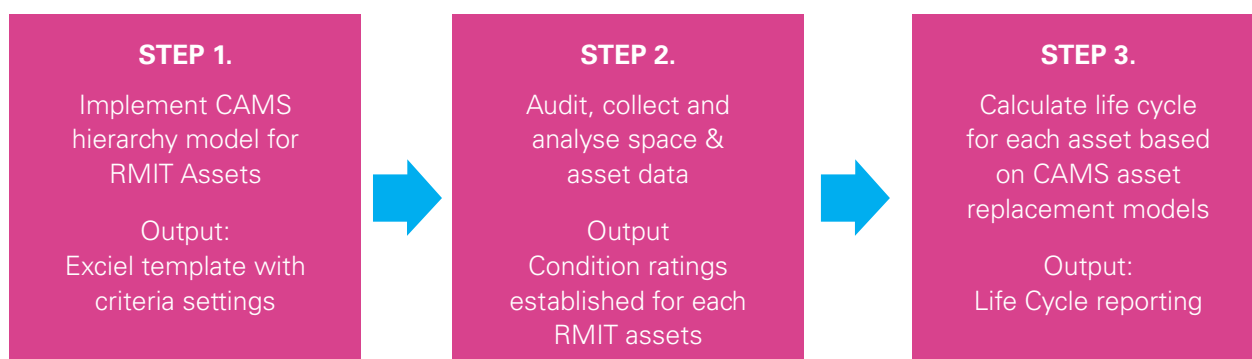 STEP 1.
Implement CAMS
hierarchy model for
RMIT Assets
Output:
Exciel template with
criteria settings
STEP 2.
Audit, collect and
analyse space &
asset data
Output
Condition ratings
established for each
RMIT assets
STEP 3.
Calculate life cycle
for each asset based
on CAMS asset
replacement models
Output:
Life Cycle reporting